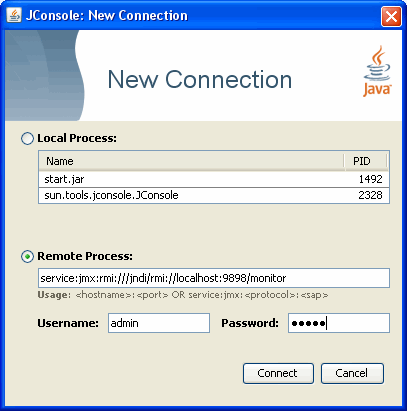 JConsole: New Connection
New Connection
Java
Local Process:
Name PID
start.jar 1492
sun.tools.jconsole.JConsole 2328
Remote Process:
service:jmx:rmi:///jndi/rmi://localhost:9898/monitor
Usage: <hostname>:<port> OR service:jmx:<protocol>:<sap>
Username: admin Password: •••••
Connect Cancel